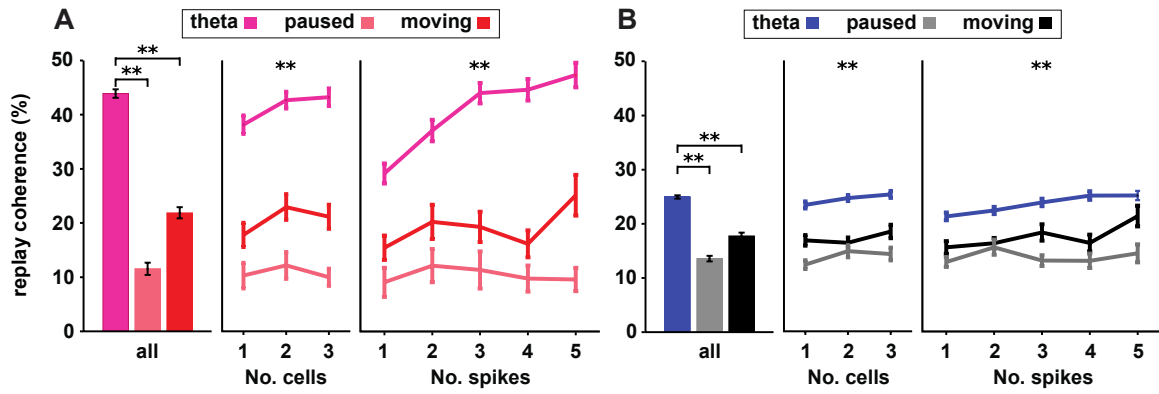 A
theta paused moving
replay coherence (%)
50
40
30
20
10
0
**
**
all
**
1 2 3
No. cells
**
1 2 3 4 5
No. spikes
B
theta paused moving
50
40
30
20
10
0
**
**
all
**
1 2 3
No. cells
**
1 2 3 4 5
No. spikes